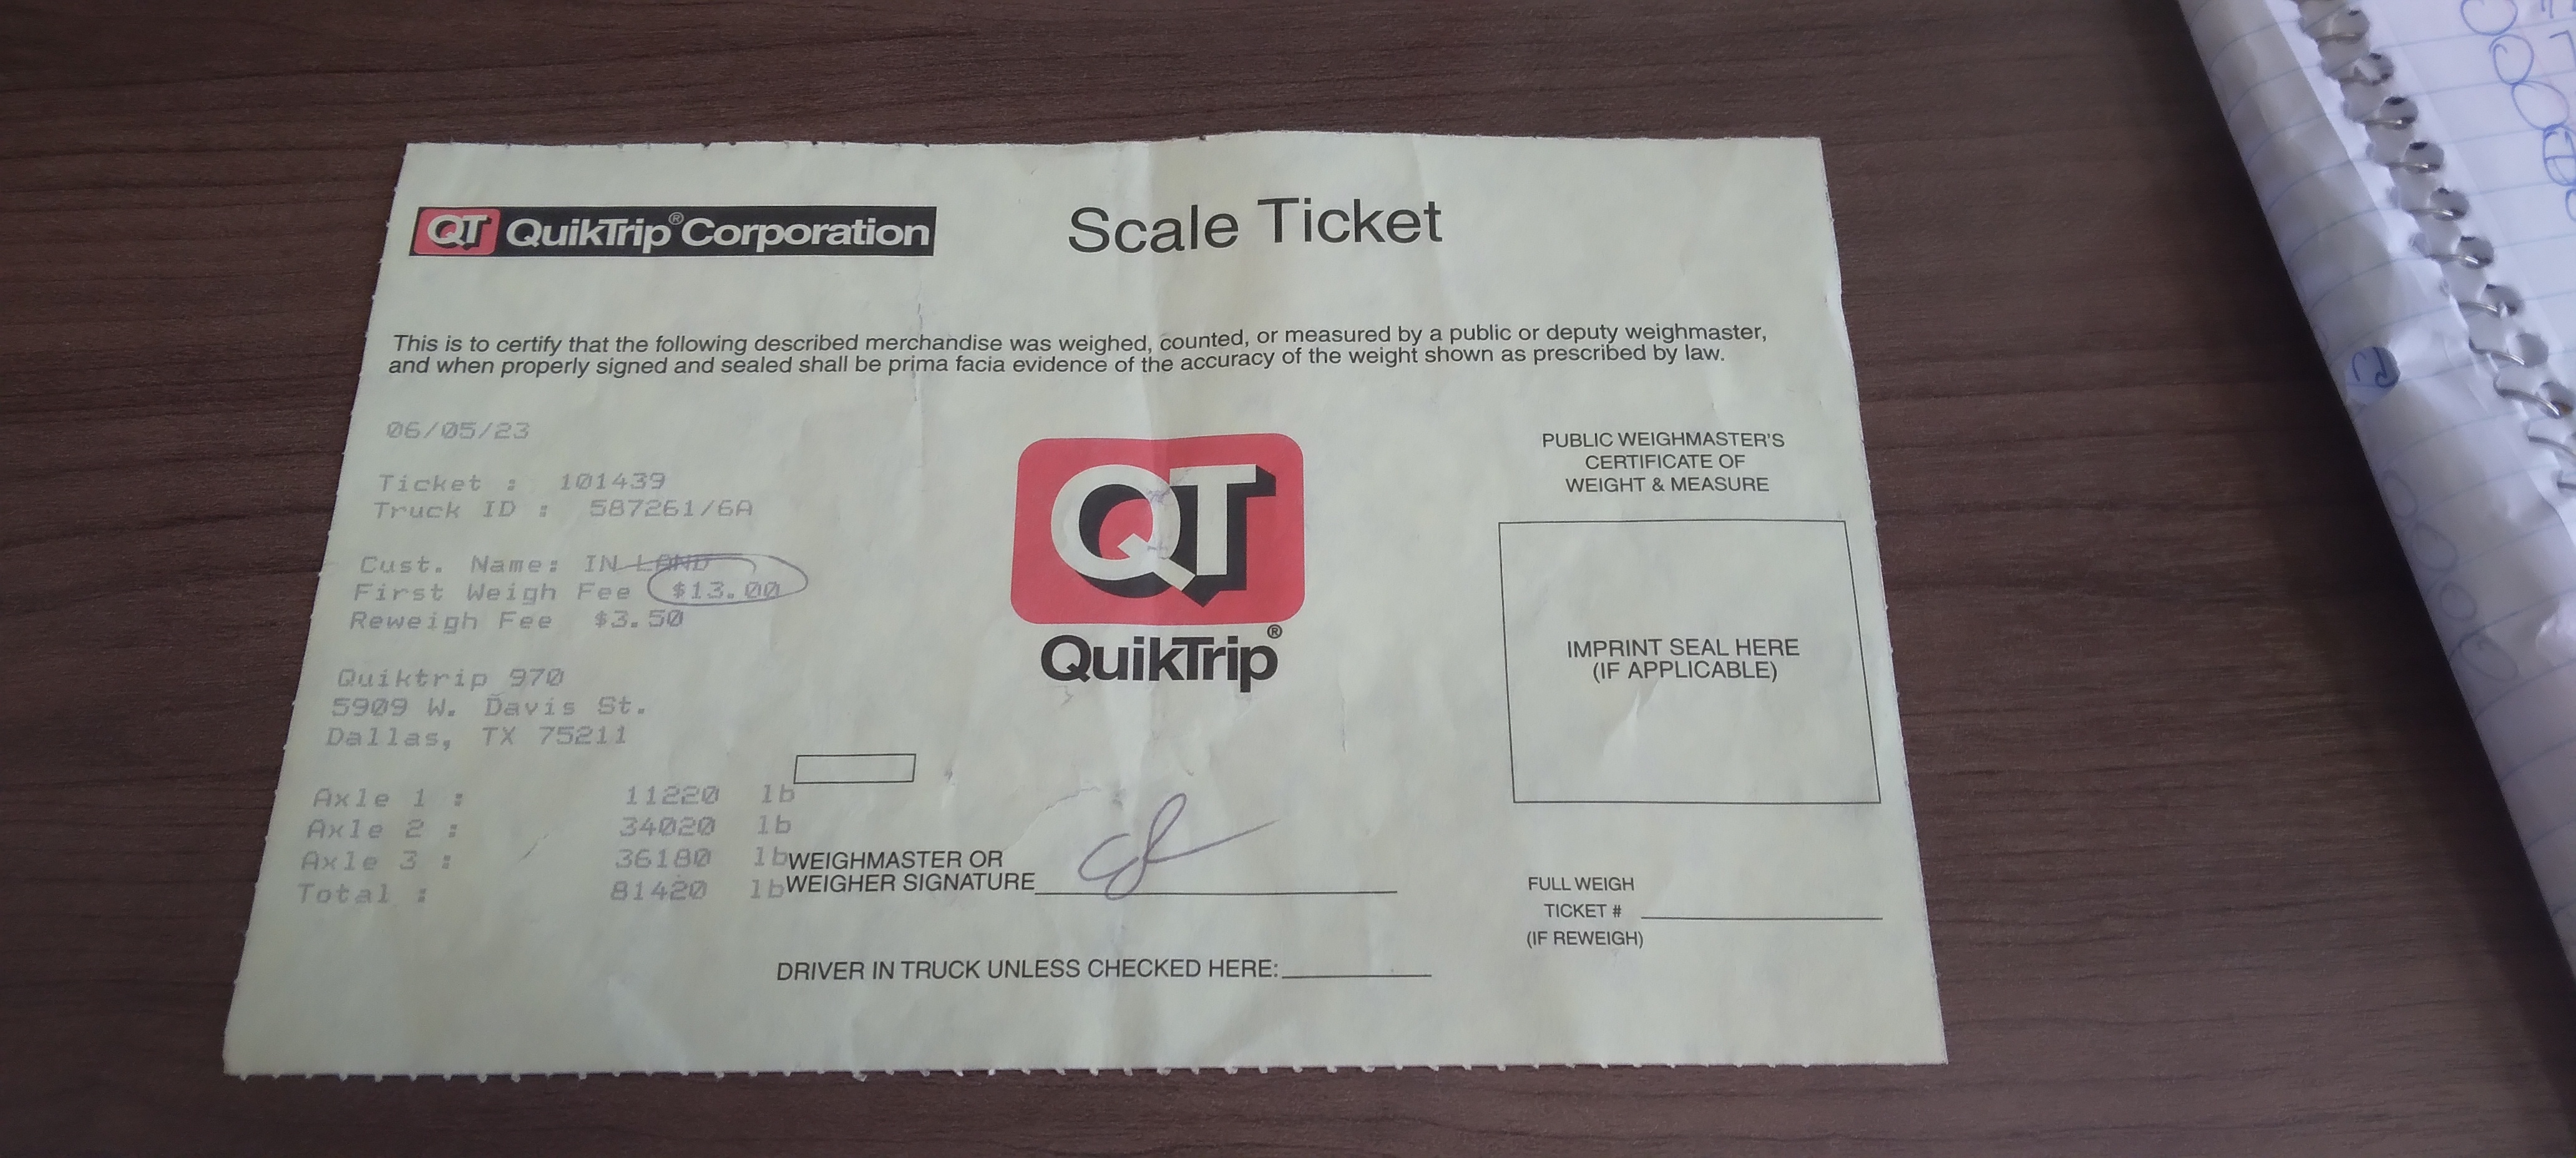 QT QuikTrip® Corporation
Scale Ticket
This is to certify that the following described merchandise was weighed, counted, or measured by a public or deputy weighmaster,
and when properly signed and sealed shall be prima facia evidence of the accuracy of the weight shown as prescribed by law.
06/05/23
Ticket : 101439
Truck ID : 587261/6A
Cust. Name: IN LAND
First Weigh Fee $13.00
Reweigh Fee $3.50
Quiktrip 970
5909 W. Davis St.
Dallas, TX 75211
Axle 1 : 11220 lb
Axle 2 : 34020 lb
Axle 3 : 36180 lb
Total : 81420 lb
QT
QuikTrip®
WEIGHMASTER OR
WEIGHER SIGNATURE
DRIVER IN TRUCK UNLESS CHECKED HERE:
PUBLIC WEIGHMASTER'S
CERTIFICATE OF
WEIGHT & MEASURE
IMPRINT SEAL HERE
(IF APPLICABLE)
FULL WEIGH
TICKET #
(IF REWEIGH)